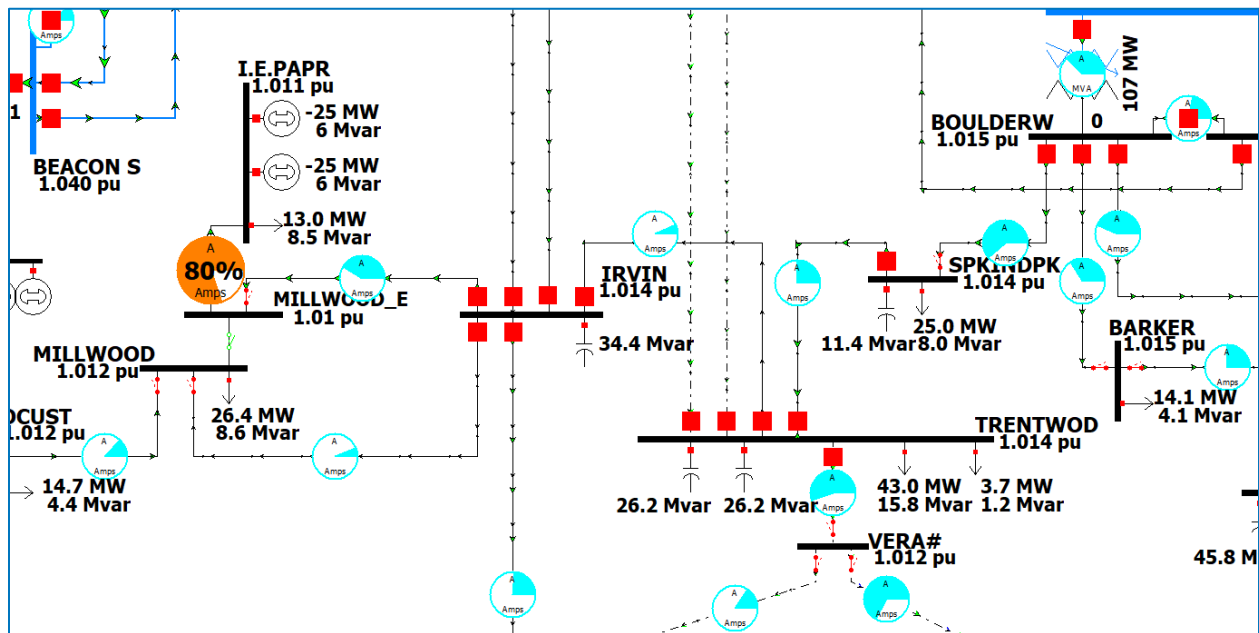 A
Amps
1
BEACON S
1.040 pu
I.E.PAPR
1.011 pu
-25 MW
6 Mvar
-25 MW
6 Mvar
13.0 MW
8.5 Mvar
A
80%
Amps
A
Amps
MILLWOOD_E
1.01 pu
MILLWOOD
1.012 pu
26.4 MW
8.6 Mvar
OCUST
1.012 pu
A
Amps
14.7 MW
4.4 Mvar
A
Amps
A
Amps
IRVIN
1.014 pu
34.4 Mvar
A
Amps
A
Amps
A
MVA
107 MW
BOULDERW
1.015 pu
0
A
Amps
A
Amps
A
Amps
A
Amps
SPKINDPK
1.014 pu
11.4 Mvar
25.0 MW
8.0 Mvar
BARKER
1.015 pu
A
Amps
14.1 MW
4.1 Mvar
TRENTWOD
1.014 pu
26.2 Mvar
26.2 Mvar
A
Amps
43.0 MW
15.8 Mvar
3.7 MW
1.2 Mvar
VERA#
1.012 pu
A
Amps
A
Amps
45.8 M